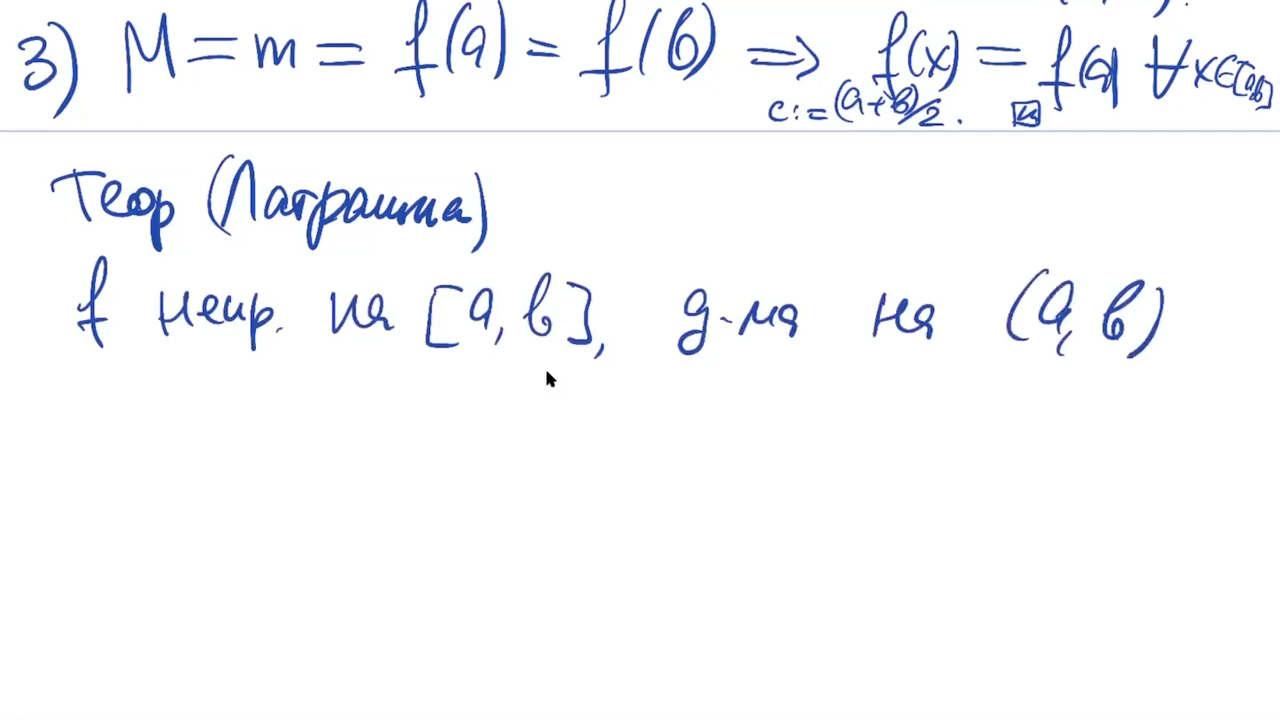 3) M = m = f(a) = f(b) ⟹ f(x) = f(a) ∀x∈[a,b]
c := (a+b)/2.
Теор (Лагранжа)
f непр. на [a, b], д-ма на (a, b)